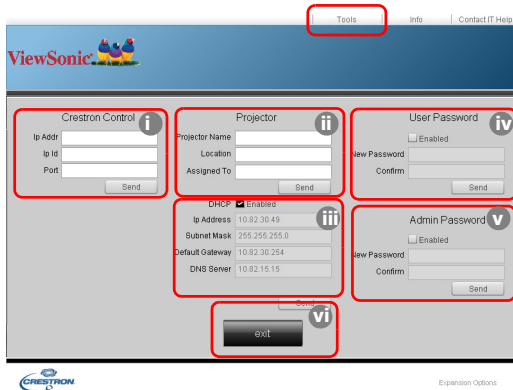 Tools Info Contact IT Help
ViewSonic
Crestron Control i
Ip Addr
Ip Id
Port
Send
Projector ii
Projector Name
Location
Assigned To
Send
DHCP Enabled iii
Ip Address 10.82.30.49
Subnet Mask 255.255.255.0
Default Gateway 10.82.30.254
DNS Server 10.82.15.15
Send
User Password iv
Enabled
New Password
Confirm
Send
Admin Password v
Enabled
New Password
Confirm
Send
vi
exit
CRESTRON
Expansion Options